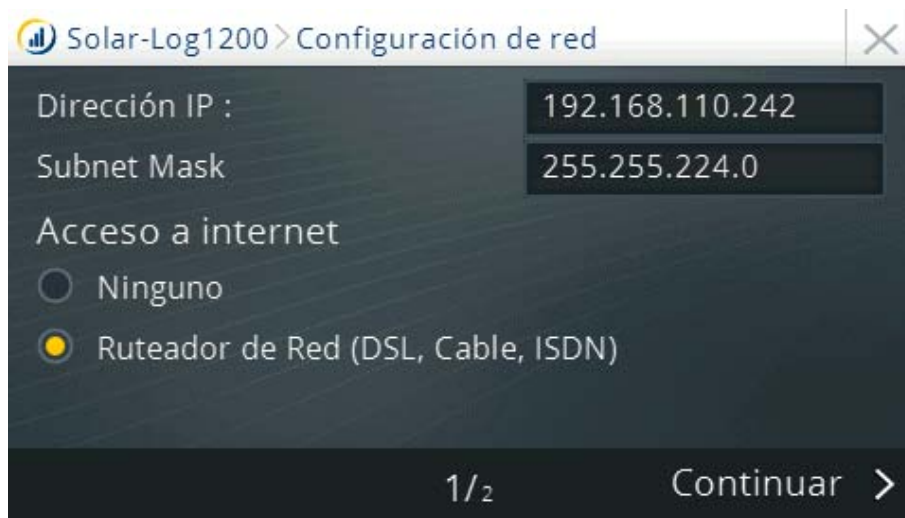 Solar-Log1200 > Configuración de red
Dirección IP : 192.168.110.242
Subnet Mask 255.255.224.0
Acceso a internet
Ninguno
Ruteador de Red (DSL, Cable, ISDN)
1/2 Continuar >